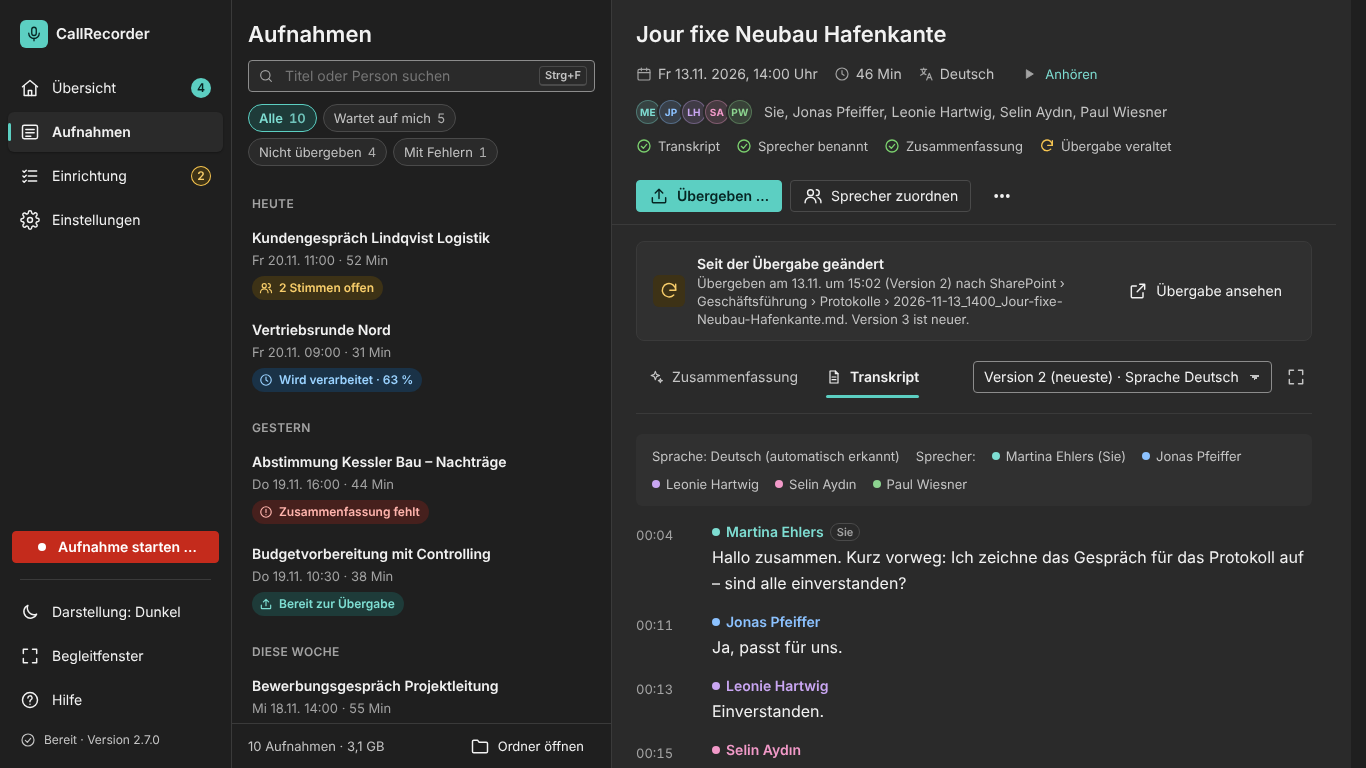 CallRecorder
Übersicht
4
Aufnahmen
Einrichtung
2
Einstellungen
Aufnahme starten ...
Darstellung: Dunkel
Begleitfenster
Hilfe
Bereit · Version 2.7.0
Aufnahmen
Titel oder Person suchen
Strg+F
Alle 10
Wartet auf mich 5
Nicht übergeben 4
Mit Fehlern 1
HEUTE
Kundengespräch Lindqvist Logistik
Fr 20.11. 11:00 · 52 Min
2 Stimmen offen
Vertriebsrunde Nord
Fr 20.11. 09:00 · 31 Min
Wird verarbeitet · 63 %
GESTERN
Abstimmung Kessler Bau – Nachträge
Do 19.11. 16:00 · 44 Min
Zusammenfassung fehlt
Budgetvorbereitung mit Controlling
Do 19.11. 10:30 · 38 Min
Bereit zur Übergabe
DIESE WOCHE
Bewerbungsgespräch Projektleitung
Mi 18.11. 14:00 · 55 Min
10 Aufnahmen · 3,1 GB
Ordner öffnen
Jour fixe Neubau Hafenkante
Fr 13.11. 2026, 14:00 Uhr
46 Min
Deutsch
Anhören
ME JP LH SA PW
Sie, Jonas Pfeiffer, Leonie Hartwig, Selin Aydın, Paul Wiesner
Transkript
Sprecher benannt
Zusammenfassung
Übergabe veraltet
Übergeben ...
Sprecher zuordnen
Seit der Übergabe geändert
Übergeben am 13.11. um 15:02 (Version 2) nach SharePoint ›
Geschäftsführung › Protokolle › 2026-11-13_1400_Jour-fixe-
Neubau-Hafenkante.md. Version 3 ist neuer.
Übergabe ansehen
Zusammenfassung
Transkript
Version 2 (neueste) · Sprache Deutsch
Sprache: Deutsch (automatisch erkannt) Sprecher: Martina Ehlers (Sie) Jonas Pfeiffer
Leonie Hartwig Selin Aydın Paul Wiesner
00:04
Martina Ehlers Sie
Hallo zusammen. Kurz vorweg: Ich zeichne das Gespräch für das Protokoll auf
– sind alle einverstanden?
00:11
Jonas Pfeiffer
Ja, passt für uns.
00:13
Leonie Hartwig
Einverstanden.
00:15
Selin Aydın